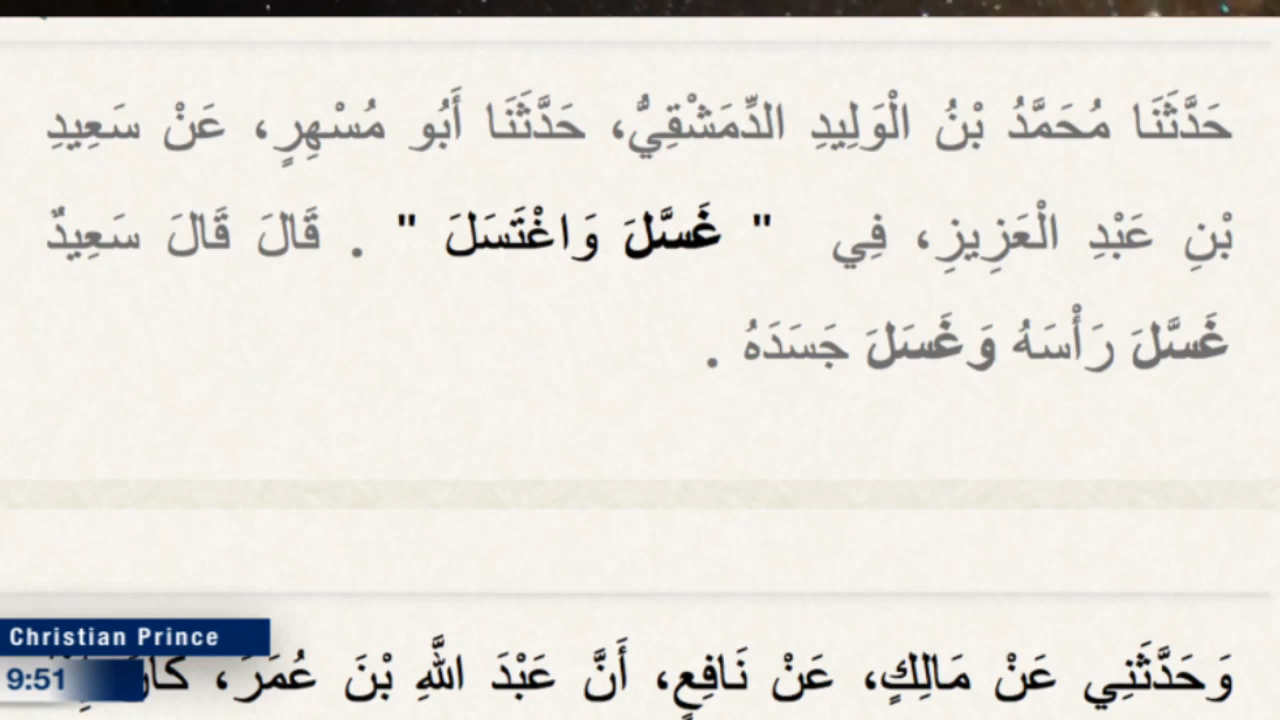 حَدَّثَنَا مُحَمَّدُ بْنُ الْوَلِيدِ الدِّمَشْقِيُّ، حَدَّثَنَا أَبُو مُسْهِرٍ، عَنْ سَعِيدِ
بْنِ عَبْدِ الْعَزِيزِ، فِي " غَسَّلَ وَاغْتَسَلَ " . قَالَ قَالَ سَعِيدٌ
غَسَّلَ رَأْسَهُ وَغَسَلَ جَسَدَهُ .
Christian Prince
وَحَدَّثَنِي عَنْ مَالِكٍ، عَنْ نَافِعٍ، أَنَّ عَبْدَ اللَّهِ بْنَ عُمَرَ،
9:51